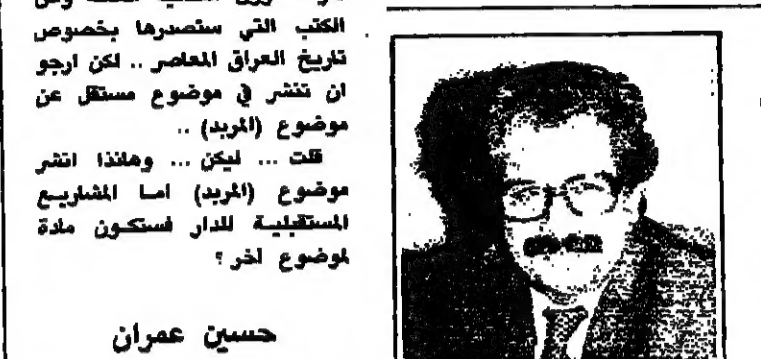 الكتب التي ستصدرها بخصوص
تاريخ العراق المعاصر .. لكن ارجو
ان تنشر في موضوع مستقل عن
موضوع (المربد) ..
قلت ... ليكن ... وهانذا انشر
موضوع (المربد) اما المشاريع
المستقبلية للدار فستكون مادة
لموضوع آخر ؟
حسين عمران